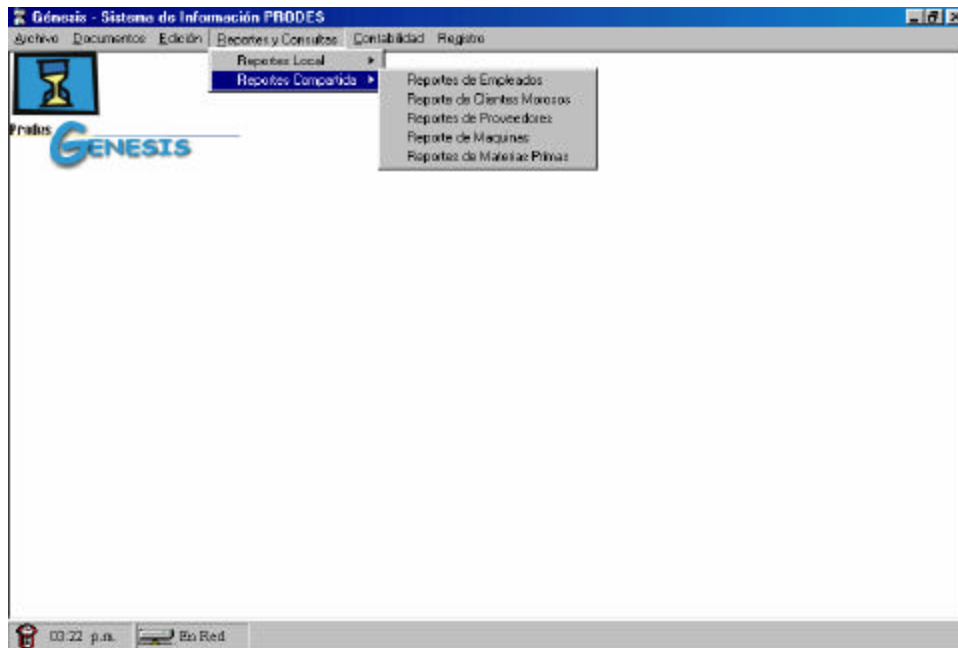 Génesis - Sistema de Información PRODES
Archivo Documentos Edición Reportes y Consultas Contabilidad Registro
Reportes Local
Reportes Compartida
Reportes de Empleados
Reporte de Clientes Morosos
Reportes de Proveedores
Reporte de Maquinas
Reportes de Materias Primas
Prodes
GENESIS
03:22 p.m. En Red